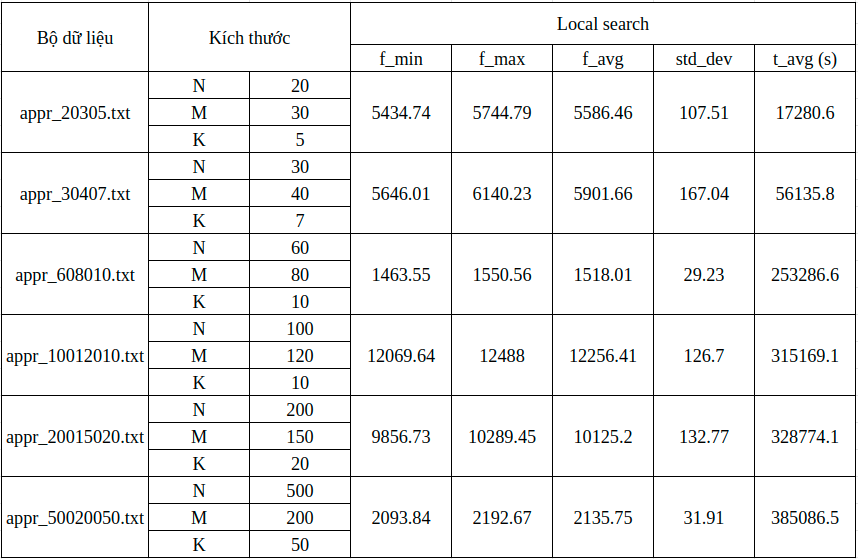 Bộ dữ liệu Kích thước Local search
f_min f_max f_avg std_dev t_avg (s)
appr_20305.txt N 20 5434.74 5744.79 5586.46 107.51 17280.6
M 30
K 5
appr_30407.txt N 30 5646.01 6140.23 5901.66 167.04 56135.8
M 40
K 7
appr_608010.txt N 60 1463.55 1550.56 1518.01 29.23 253286.6
M 80
K 10
appr_10012010.txt N 100 12069.64 12488 12256.41 126.7 315169.1
M 120
K 10
appr_20015020.txt N 200 9856.73 10289.45 10125.2 132.77 328774.1
M 150
K 20
appr_50020050.txt N 500 2093.84 2192.67 2135.75 31.91 385086.5
M 200
K 50